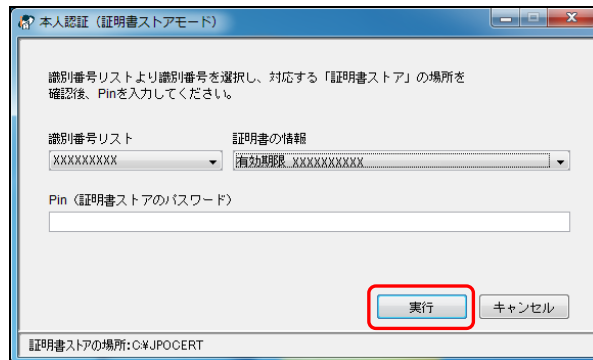 本人認証（証明書ストアモード）
識別番号リストより識別番号を選択し、対応する「証明書ストア」の場所を
確認後、Pinを入力してください。
識別番号リスト 証明書の情報
XXXXXXXXX 有効期限 XXXXXXXXXX
Pin（証明書ストアのパスワード）
実行 キャンセル
証明書ストアの場所:C:¥JPOCERT